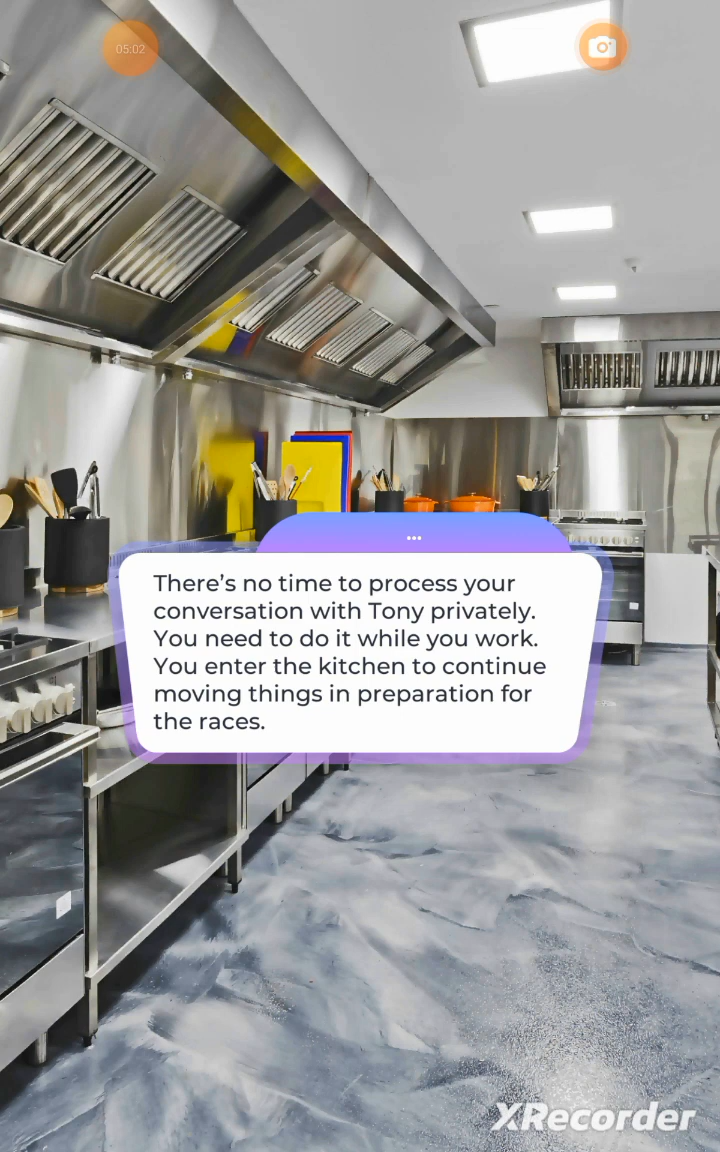 05:02
...
There’s no time to process your
conversation with Tony privately.
You need to do it while you work.
You enter the kitchen to continue
moving things in preparation for
the races.
XRecorder